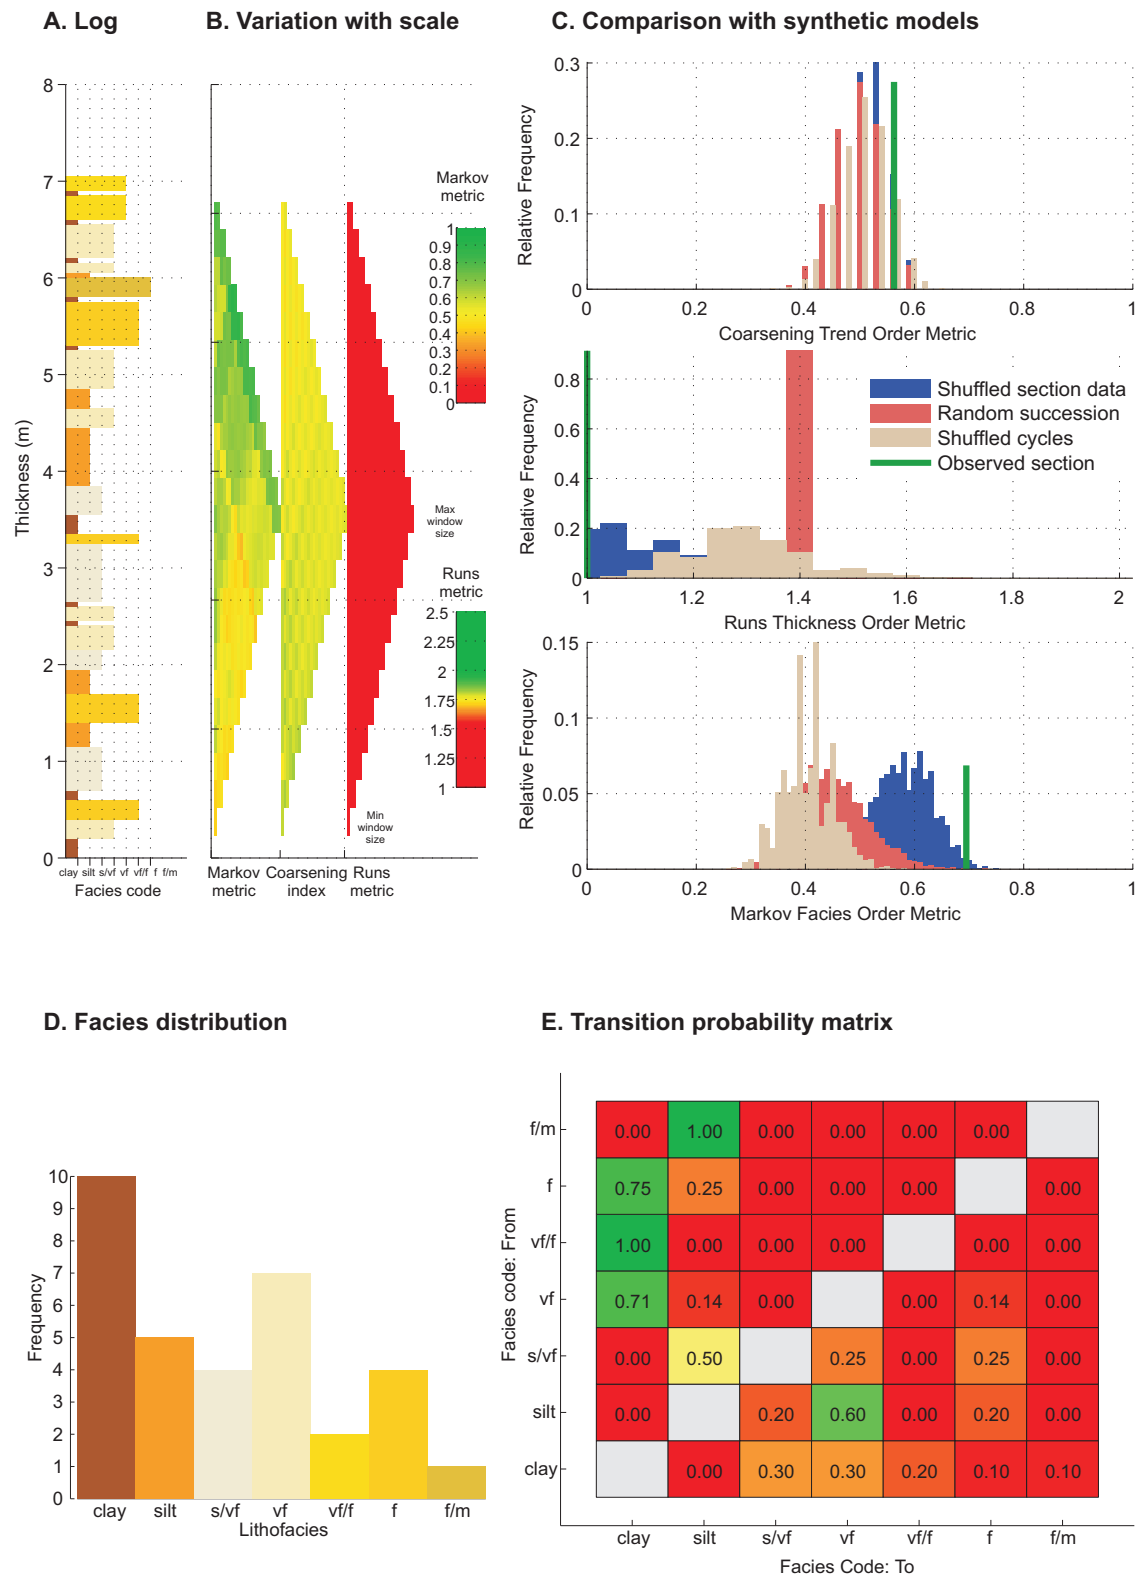 A. Log
B. Variation with scale
C. Comparison with synthetic models
8
7
6
5
4
3
2
1
0
Thickness (m)
clay silt s/vf vf vf/f f f/m
Facies code
Markov
metric
1
0.9
0.8
0.7
0.6
0.5
0.4
0.3
0.2
0.1
0
Max
window
size
Runs
metric
2.5
2.25
2
1.75
1.5
1.25
1
Min
window
size
Markov
metric
Coarsening
index
Runs
metric
Relative Frequency
0.3
0.2
0.1
0
0 0.2 0.4 0.6 0.8 1
Coarsening Trend Order Metric
Relative Frequency
0.8
0.6
0.4
0.2
0
Shuffled section data
Random succession
Shuffled cycles
Observed section
1 1.2 1.4 1.6 1.8 2
Runs Thickness Order Metric
Relative Frequency
0.15
0.1
0.05
0
0 0.2 0.4 0.6 0.8 1
Markov Facies Order Metric
D. Facies distribution
Frequency
10
9
8
7
6
5
4
3
2
1
0
clay silt s/vf vf vf/f f f/m
Lithofacies
E. Transition probability matrix
Facies code: From
f/m 0.00 1.00 0.00 0.00 0.00 0.00
f 0.75 0.25 0.00 0.00 0.00 0.00
vf/f 1.00 0.00 0.00 0.00 0.00 0.00
vf 0.71 0.14 0.00 0.00 0.14 0.00
s/vf 0.00 0.50 0.25 0.00 0.25 0.00
silt 0.00 0.20 0.60 0.00 0.20 0.00
clay 0.00 0.30 0.30 0.20 0.10 0.10
clay silt s/vf vf vf/f f f/m
Facies Code: To